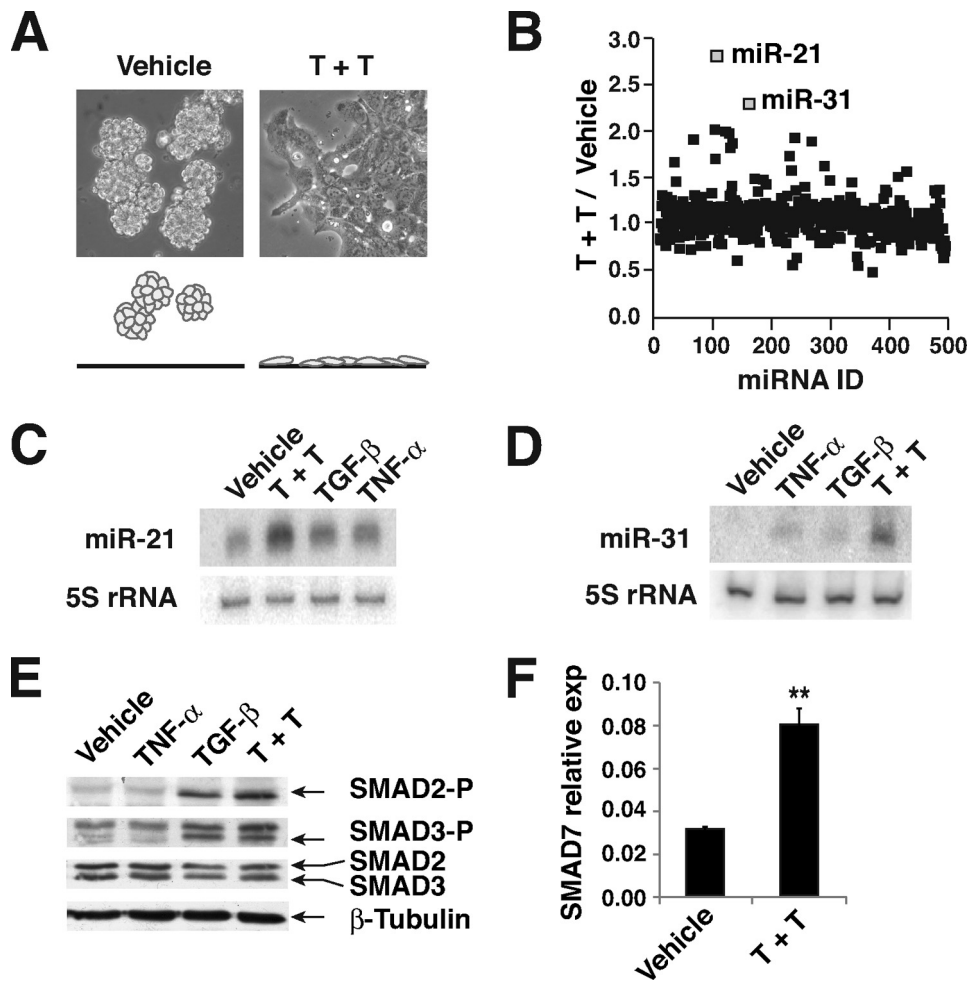 A
Vehicle
T + T
B
T + T / Vehicle
3.0
2.5
2.0
1.5
1.0
0.5
0.0
miR-21
miR-31
0 100 200 300 400 500
miRNA ID
C
Vehicle
T + T
TGF-β
TNF-α
miR-21
5S rRNA
D
Vehicle
TNF-α
TGF-β
T + T
miR-31
5S rRNA
E
Vehicle
TNF-α
TGF-β
T + T
SMAD2-P
SMAD3-P
SMAD2
SMAD3
β-Tubulin
F
SMAD7 relative exp
0.10
0.08
0.06
0.04
0.02
0.00
**
Vehicle
T + T